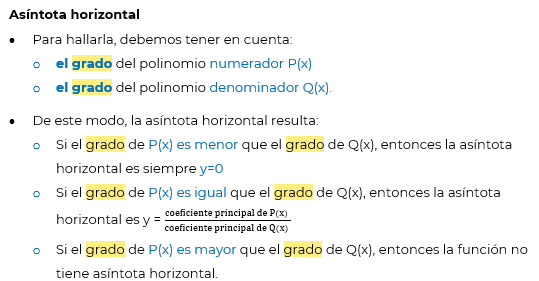 Asíntota horizontal
• Para hallarla, debemos tener en cuenta:
o el grado del polinomio numerador P(x)
o el grado del polinomio denominador Q(x).
• De este modo, la asíntota horizontal resulta:
o Si el grado de P(x) es menor que el grado de Q(x), entonces la asíntota
horizontal es siempre y=0
o Si el grado de P(x) es igual que el grado de Q(x), entonces la asíntota
horizontal es y = coeficiente principal de P(x)
coeficiente principal de Q(x)
o Si el grado de P(x) es mayor que el grado de Q(x), entonces la función no
tiene asíntota horizontal.